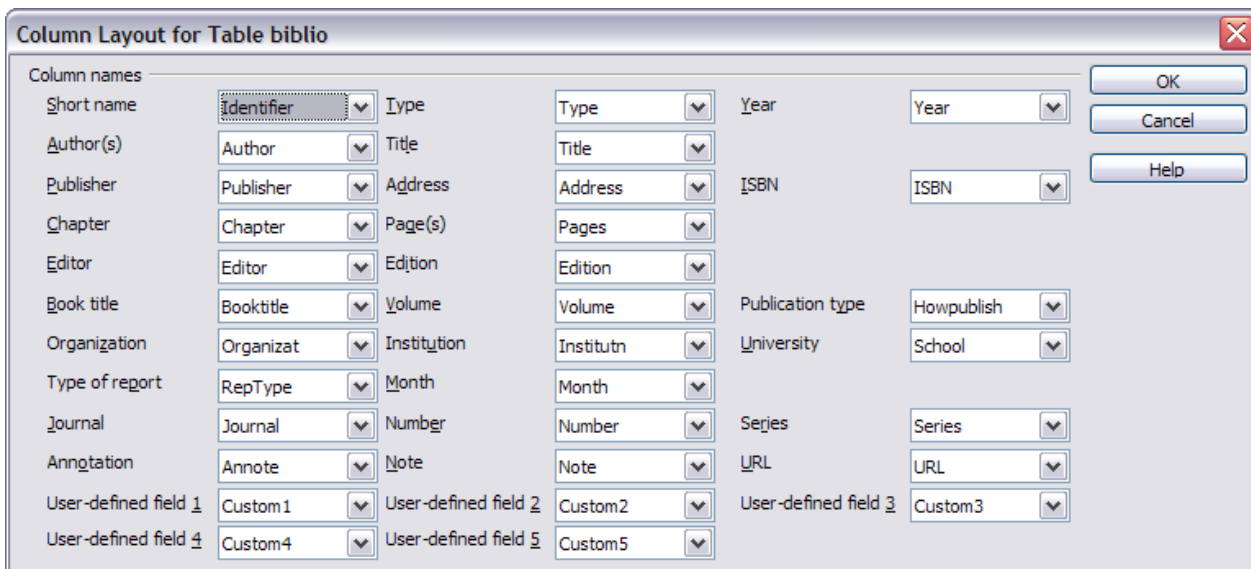 Column Layout for Table biblio
Column names
Short name Identifier Type Type Year Year OK
Author(s) Author Title Title Cancel
Publisher Publisher Address Address ISBN ISBN Help
Chapter Chapter Page(s) Pages
Editor Editor Edition Edition
Book title Booktitle Volume Volume Publication type Howpublish
Organization Organizat Institution Institutn University School
Type of report RepType Month Month
Journal Journal Number Number Series Series
Annotation Annote Note Note URL URL
User-defined field 1 Custom1 User-defined field 2 Custom2 User-defined field 3 Custom3
User-defined field 4 Custom4 User-defined field 5 Custom5